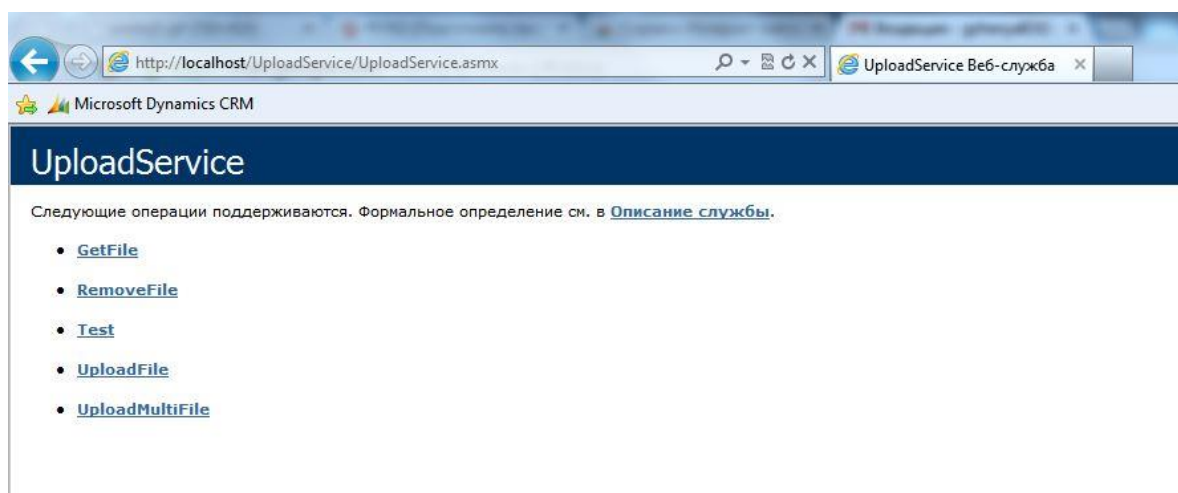 http://localhost/UploadService/UploadService.asmx
UploadService Веб-служба
Microsoft Dynamics CRM
UploadService
Следующие операции поддерживаются. Формальное определение см. в Описание службы.
GetFile
RemoveFile
Test
UploadFile
UploadMultiFile